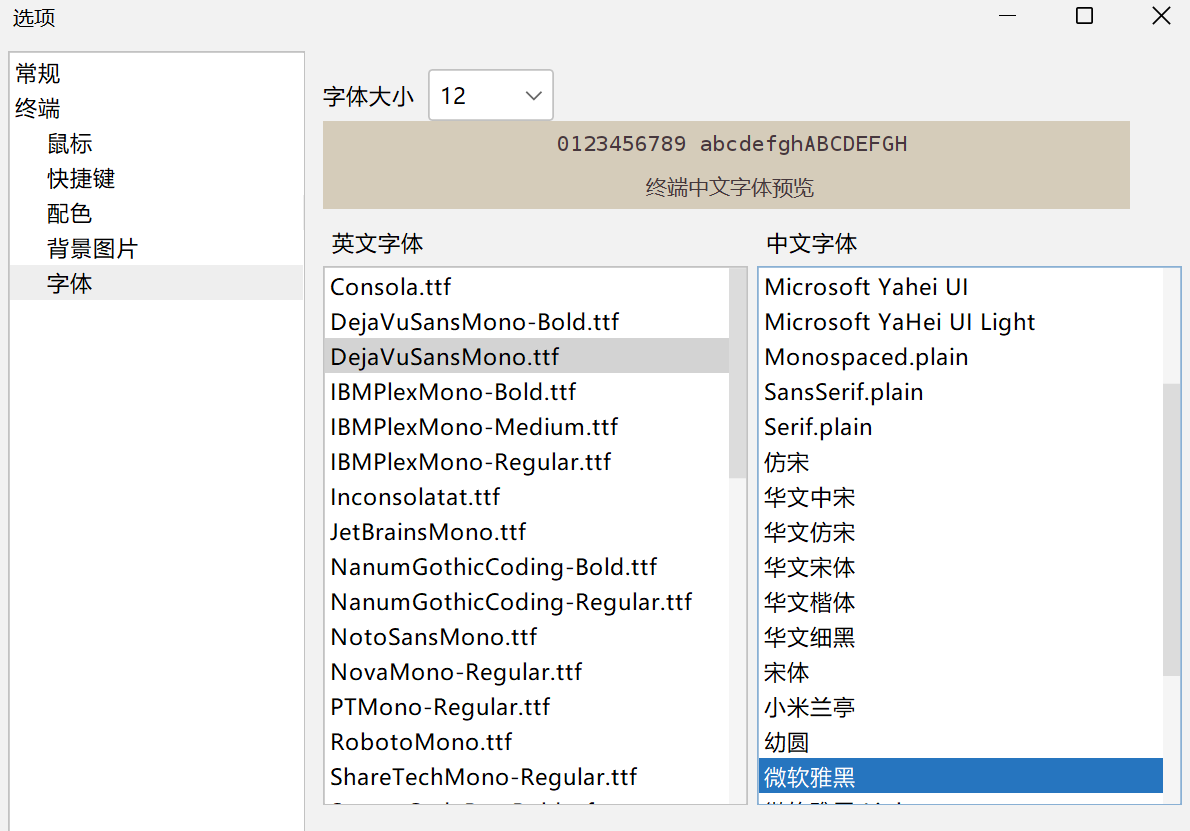 选项
常规
终端
鼠标
快捷键
配色
背景图片
字体
字体大小 12
0123456789 abcdefghABCDEFGH
终端中文字体预览
英文字体
Consola.ttf
DejaVuSansMono-Bold.ttf
DejaVuSansMono.ttf
IBMPlexMono-Bold.ttf
IBMPlexMono-Medium.ttf
IBMPlexMono-Regular.ttf
Inconsolatat.ttf
JetBrainsMono.ttf
NanumGothicCoding-Bold.ttf
NanumGothicCoding-Regular.ttf
NotoSansMono.ttf
NovaMono-Regular.ttf
PTMono-Regular.ttf
RobotoMono.ttf
ShareTechMono-Regular.ttf
中文字体
Microsoft Yahei UI
Microsoft YaHei UI Light
Monospaced.plain
SansSerif.plain
Serif.plain
仿宋
华文中宋
华文仿宋
华文宋体
华文楷体
华文细黑
宋体
小米兰亭
幼圆
微软雅黑